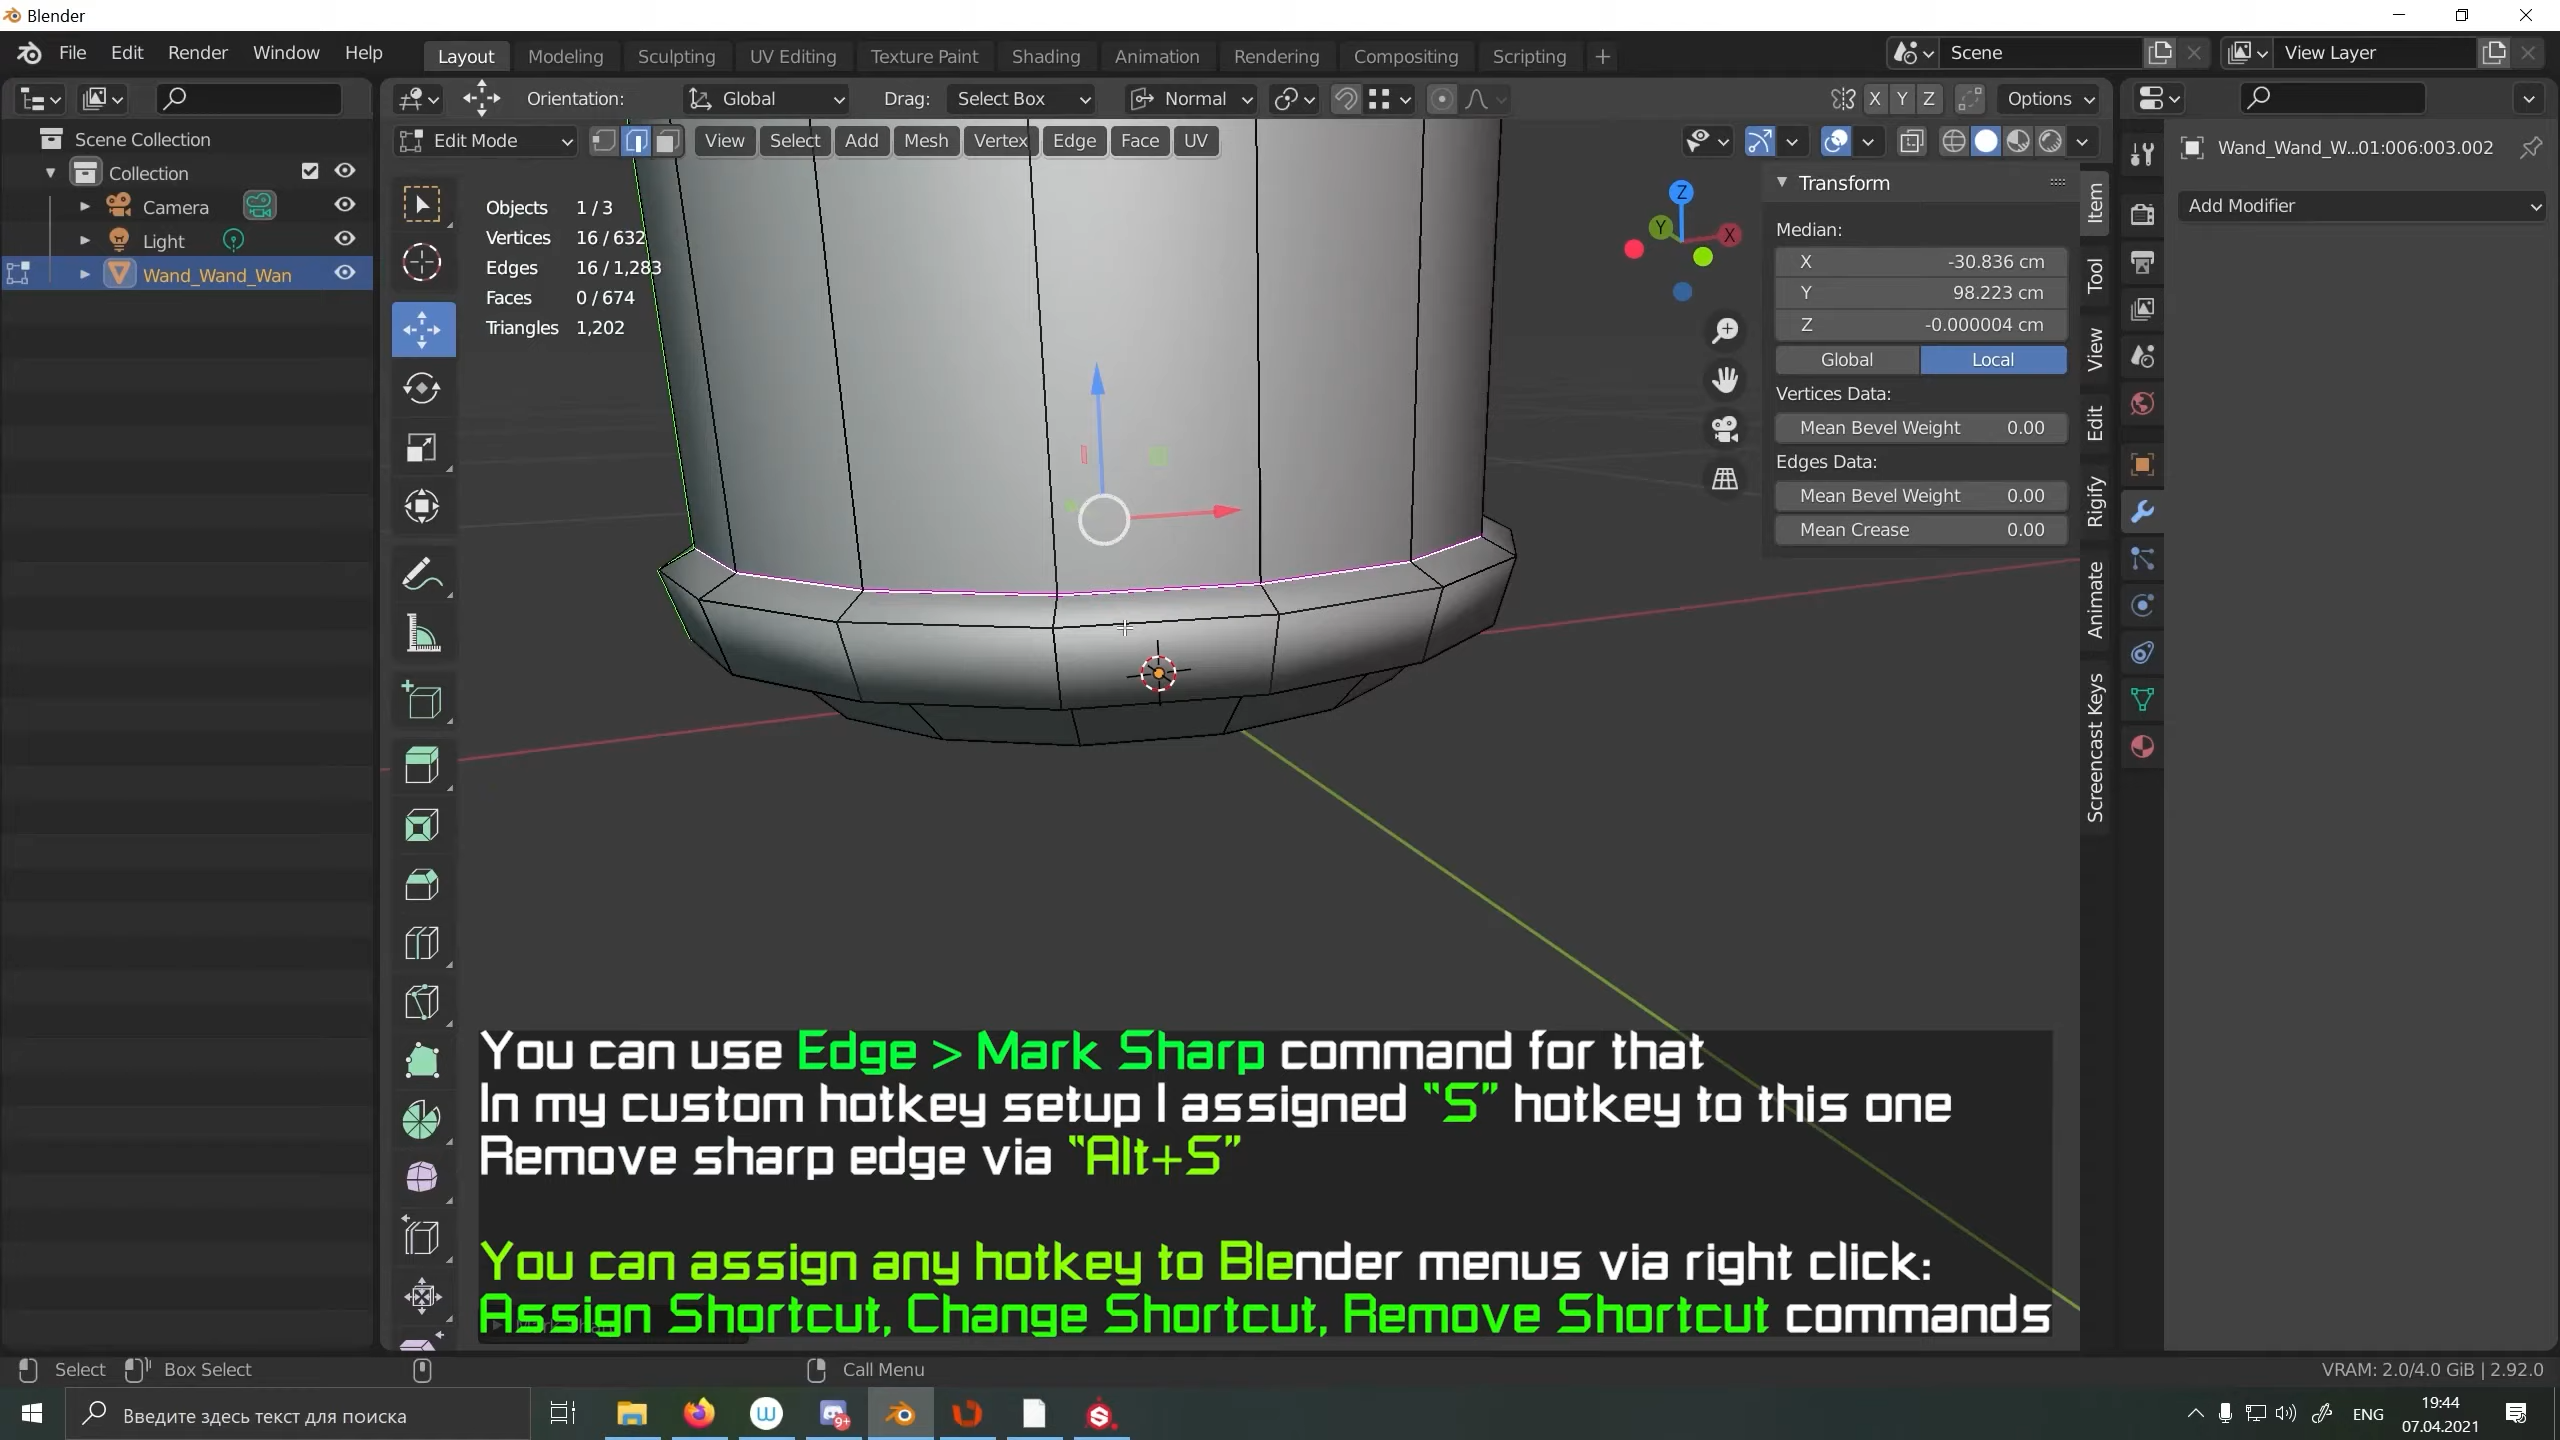 Blender
File Edit Render Window Help
Layout Modeling Sculpting UV Editing Texture Paint Shading Animation Rendering Compositing Scripting +
Scene
View Layer
Orientation: Global Drag: Select Box Normal X Y Z Options
Edit Mode View Select Add Mesh Vertex Edge Face UV
Scene Collection
Collection
Camera
Light
Wand_Wand_Wan
Objects 1 / 3
Vertices 16 / 632
Edges 16 / 1,283
Faces 0 / 674
Triangles 1,202
Z
Y
X
Transform
Median:
X -30.836 cm
Y 98.223 cm
Z -0.000004 cm
Global Local
Vertices Data:
Mean Bevel Weight 0.00
Edges Data:
Mean Bevel Weight 0.00
Mean Crease 0.00
Item
Tool
View
Edit
Rigify
Animate
Screencast Keys
Wand_Wand_W...01:006:003.002
Add Modifier
You can use Edge > Mark Sharp command for that
In my custom hotkey setup I assigned “S” hotkey to this one
Remove sharp edge via “Alt+S”
You can assign any hotkey to Blender menus via right click:
Assign Shortcut, Change Shortcut, Remove Shortcut commands
Select Box Select Call Menu VRAM: 2.0/4.0 GiB | 2.92.0
Введите здесь текст для поиска
9+
ENG
19:44
07.04.2021